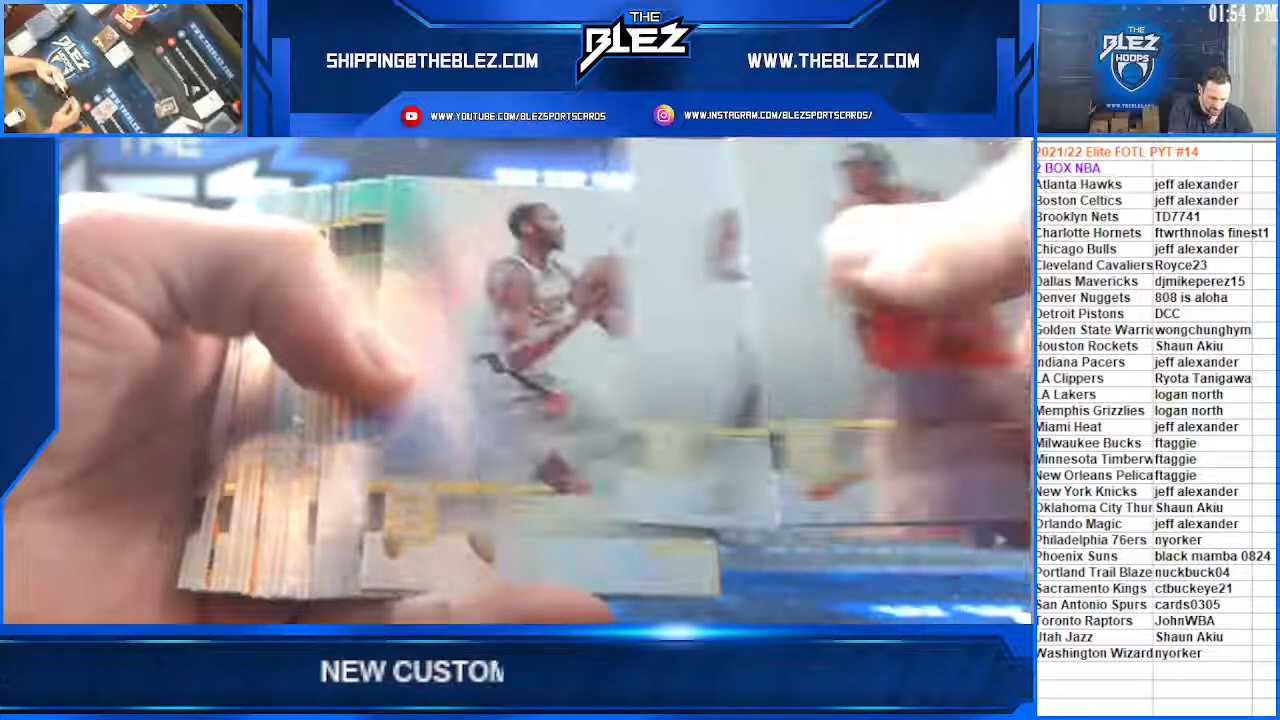 01:54 PM
THE
BLEZ
SHIPPING@THEBLEZ.COM
WWW.THEBLEZ.COM
WWW.YOUTUBE.COM/BLEZSPORTSCARDS
WWW.INSTAGRAM.COM/BLEZSPORTSCARDS/
THE
BLEZ
HOOPS
2021/22 Elite FOTL PYT #14
2 BOX NBA
Atlanta Hawks jeff alexander
Boston Celtics jeff alexander
Brooklyn Nets TD7741
Charlotte Hornets ftwrthnolas finest1
Chicago Bulls jeff alexander
Cleveland Cavaliers Royce23
Dallas Mavericks djmikeperez15
Denver Nuggets 808 is aloha
Detroit Pistons DCC
Golden State Warri wongchunghym
Houston Rockets Shaun Akiu
Indiana Pacers jeff alexander
LA Clippers Ryota Tanigawa
LA Lakers logan north
Memphis Grizzlies logan north
Miami Heat jeff alexander
Milwaukee Bucks ftaggie
Minnesota Timberw ftaggie
New Orleans Pelica ftaggie
New York Knicks jeff alexander
Oklahoma City Thur Shaun Akiu
Orlando Magic jeff alexander
Philadelphia 76ers nyorker
Phoenix Suns black mamba 0824
Portland Trail Blaze nuckbuck04
Sacramento Kings ctbuckeye21
San Antonio Spurs cards0305
Toronto Raptors JohnWBA
Utah Jazz Shaun Akiu
Washington Wizard nyorker
NEW CUSTOM